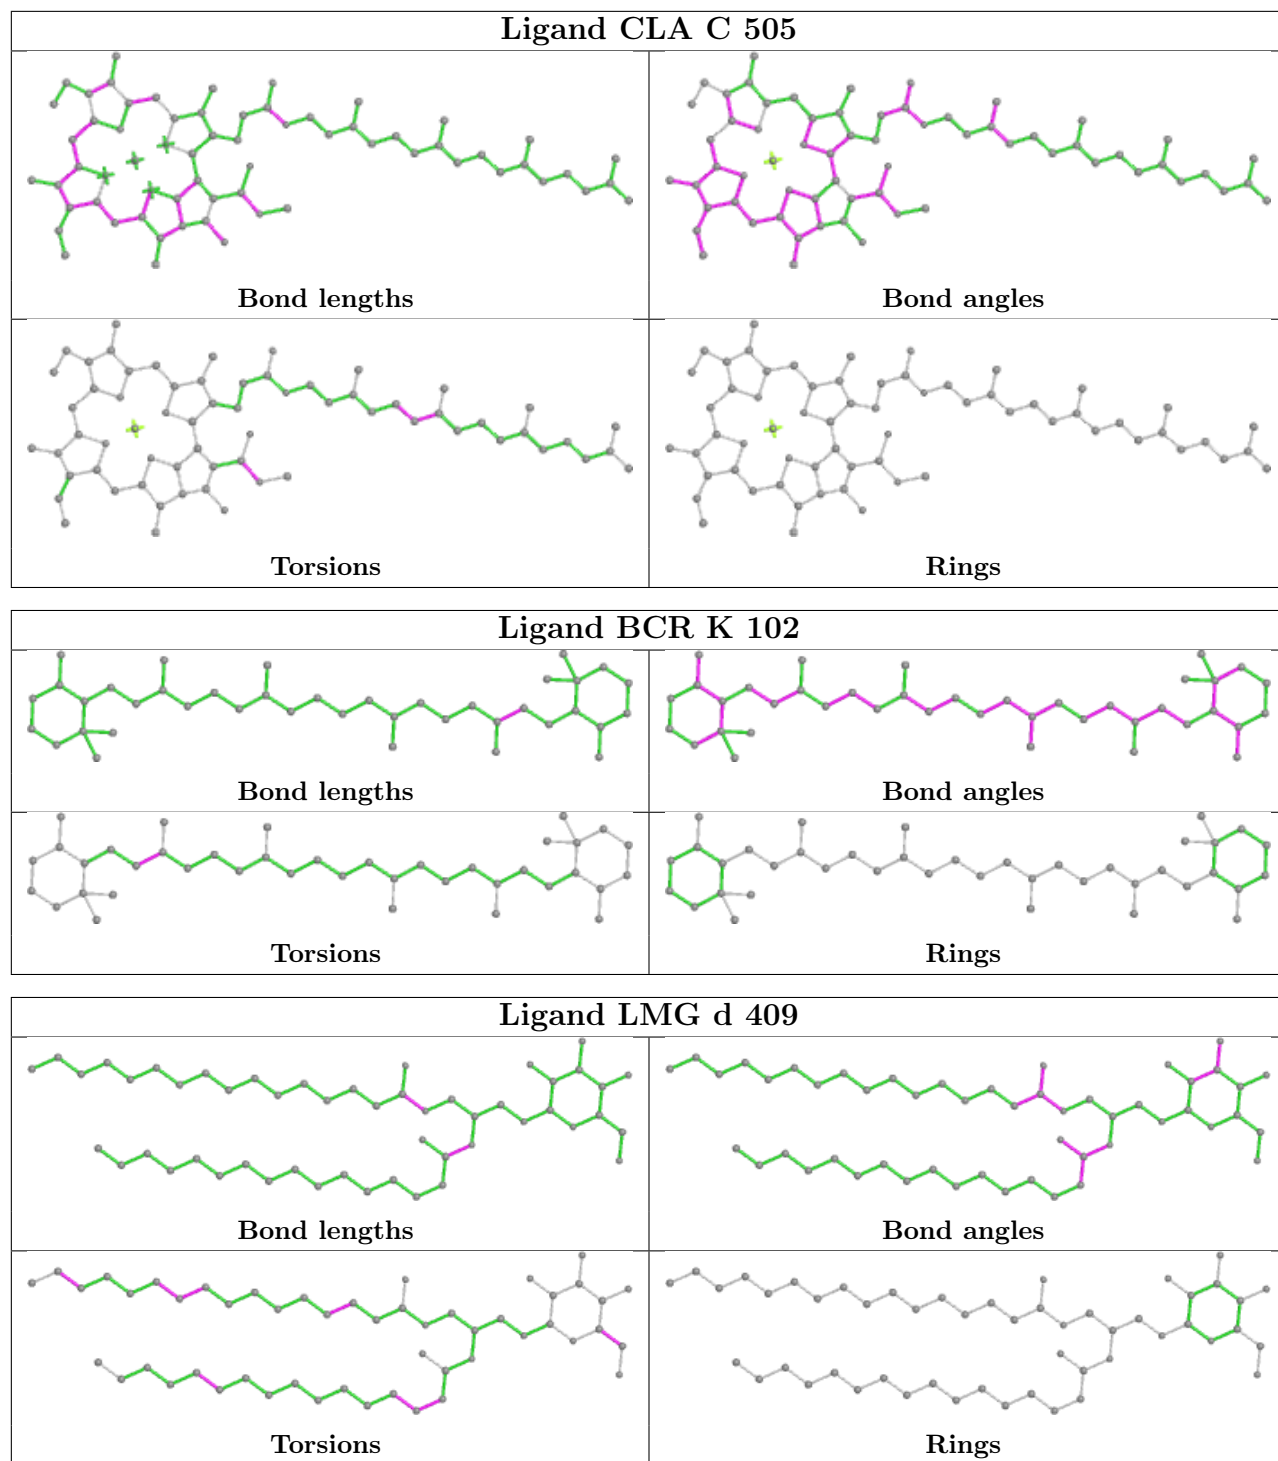 Ligand CLA C 505
Bond lengths
Bond angles
Torsions
Rings
Ligand BCR K 102
Bond lengths
Bond angles
Torsions
Rings
Ligand LMG d 409
Bond lengths
Bond angles
Torsions
Rings